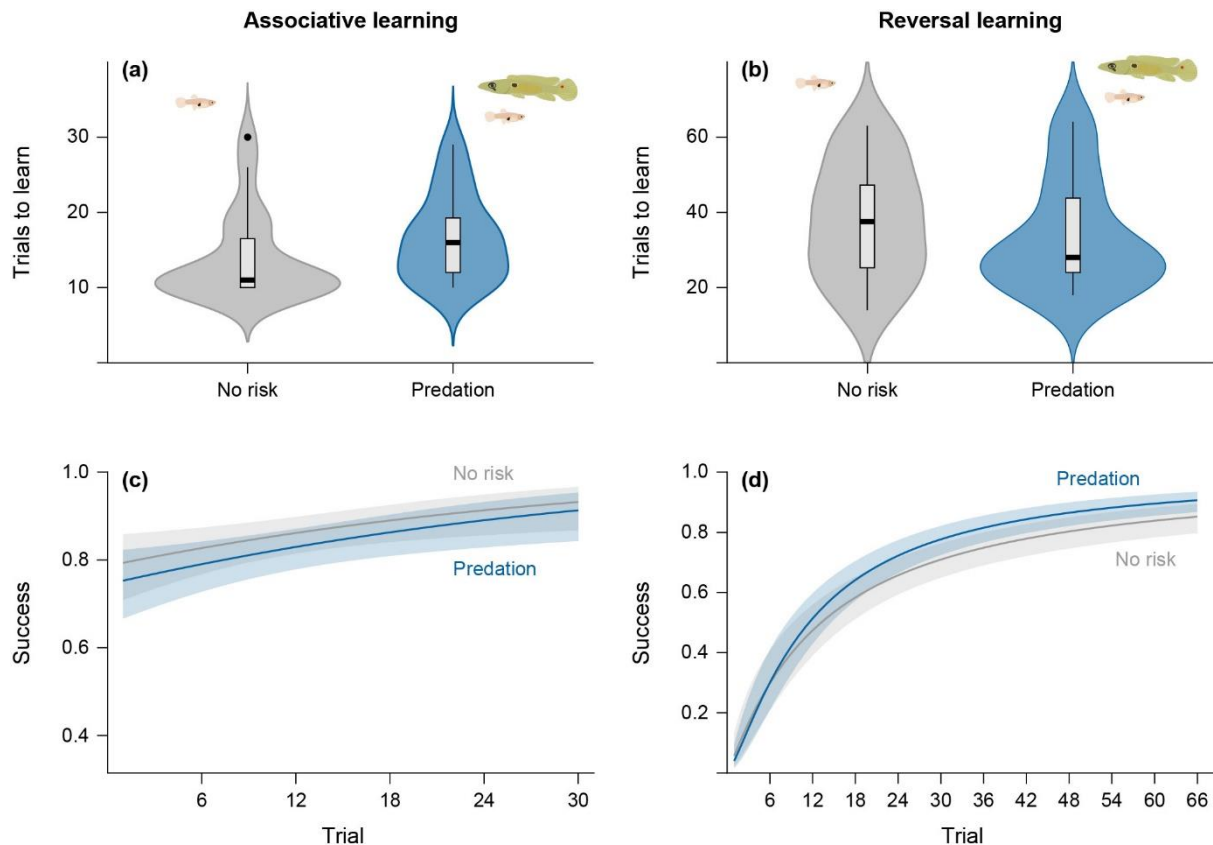 Associative learning
Reversal learning
(a)
Trials to learn
30
20
10
No risk
Predation
(b)
Trials to learn
60
40
20
No risk
Predation
(c)
Success
1.0
0.8
0.6
0.4
No risk
Predation
6 12 18 24 30
Trial
(d)
Success
1.0
0.8
0.6
0.4
0.2
Predation
No risk
6 12 18 24 30 36 42 48 54 60 66
Trial